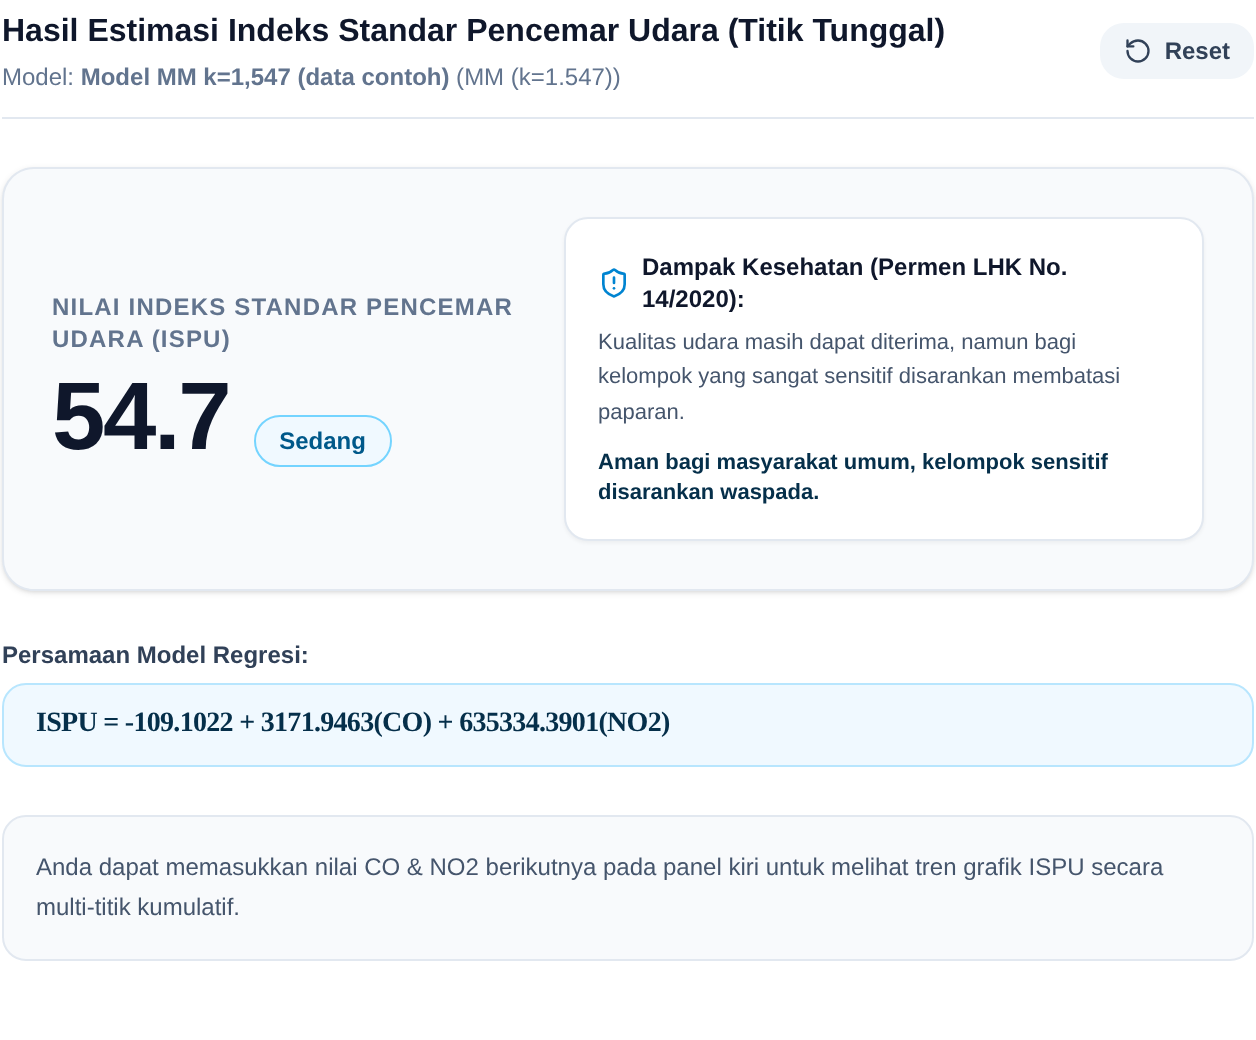 Hasil Estimasi Indeks Standar Pencemar Udara (Titik Tunggal)
Model: Model MM k=1,547 (data contoh) (MM (k=1.547))
Reset
NILAI INDEKS STANDAR PENCEMAR
UDARA (ISPU)
54.7
Sedang
Dampak Kesehatan (Permen LHK No.
14/2020):
Kualitas udara masih dapat diterima, namun bagi
kelompok yang sangat sensitif disarankan membatasi
paparan.
Aman bagi masyarakat umum, kelompok sensitif
disarankan waspada.
Persamaan Model Regresi:
ISPU = -109.1022 + 3171.9463(CO) + 635334.3901(NO2)
Anda dapat memasukkan nilai CO & NO2 berikutnya pada panel kiri untuk melihat tren grafik ISPU secara
multi-titik kumulatif.